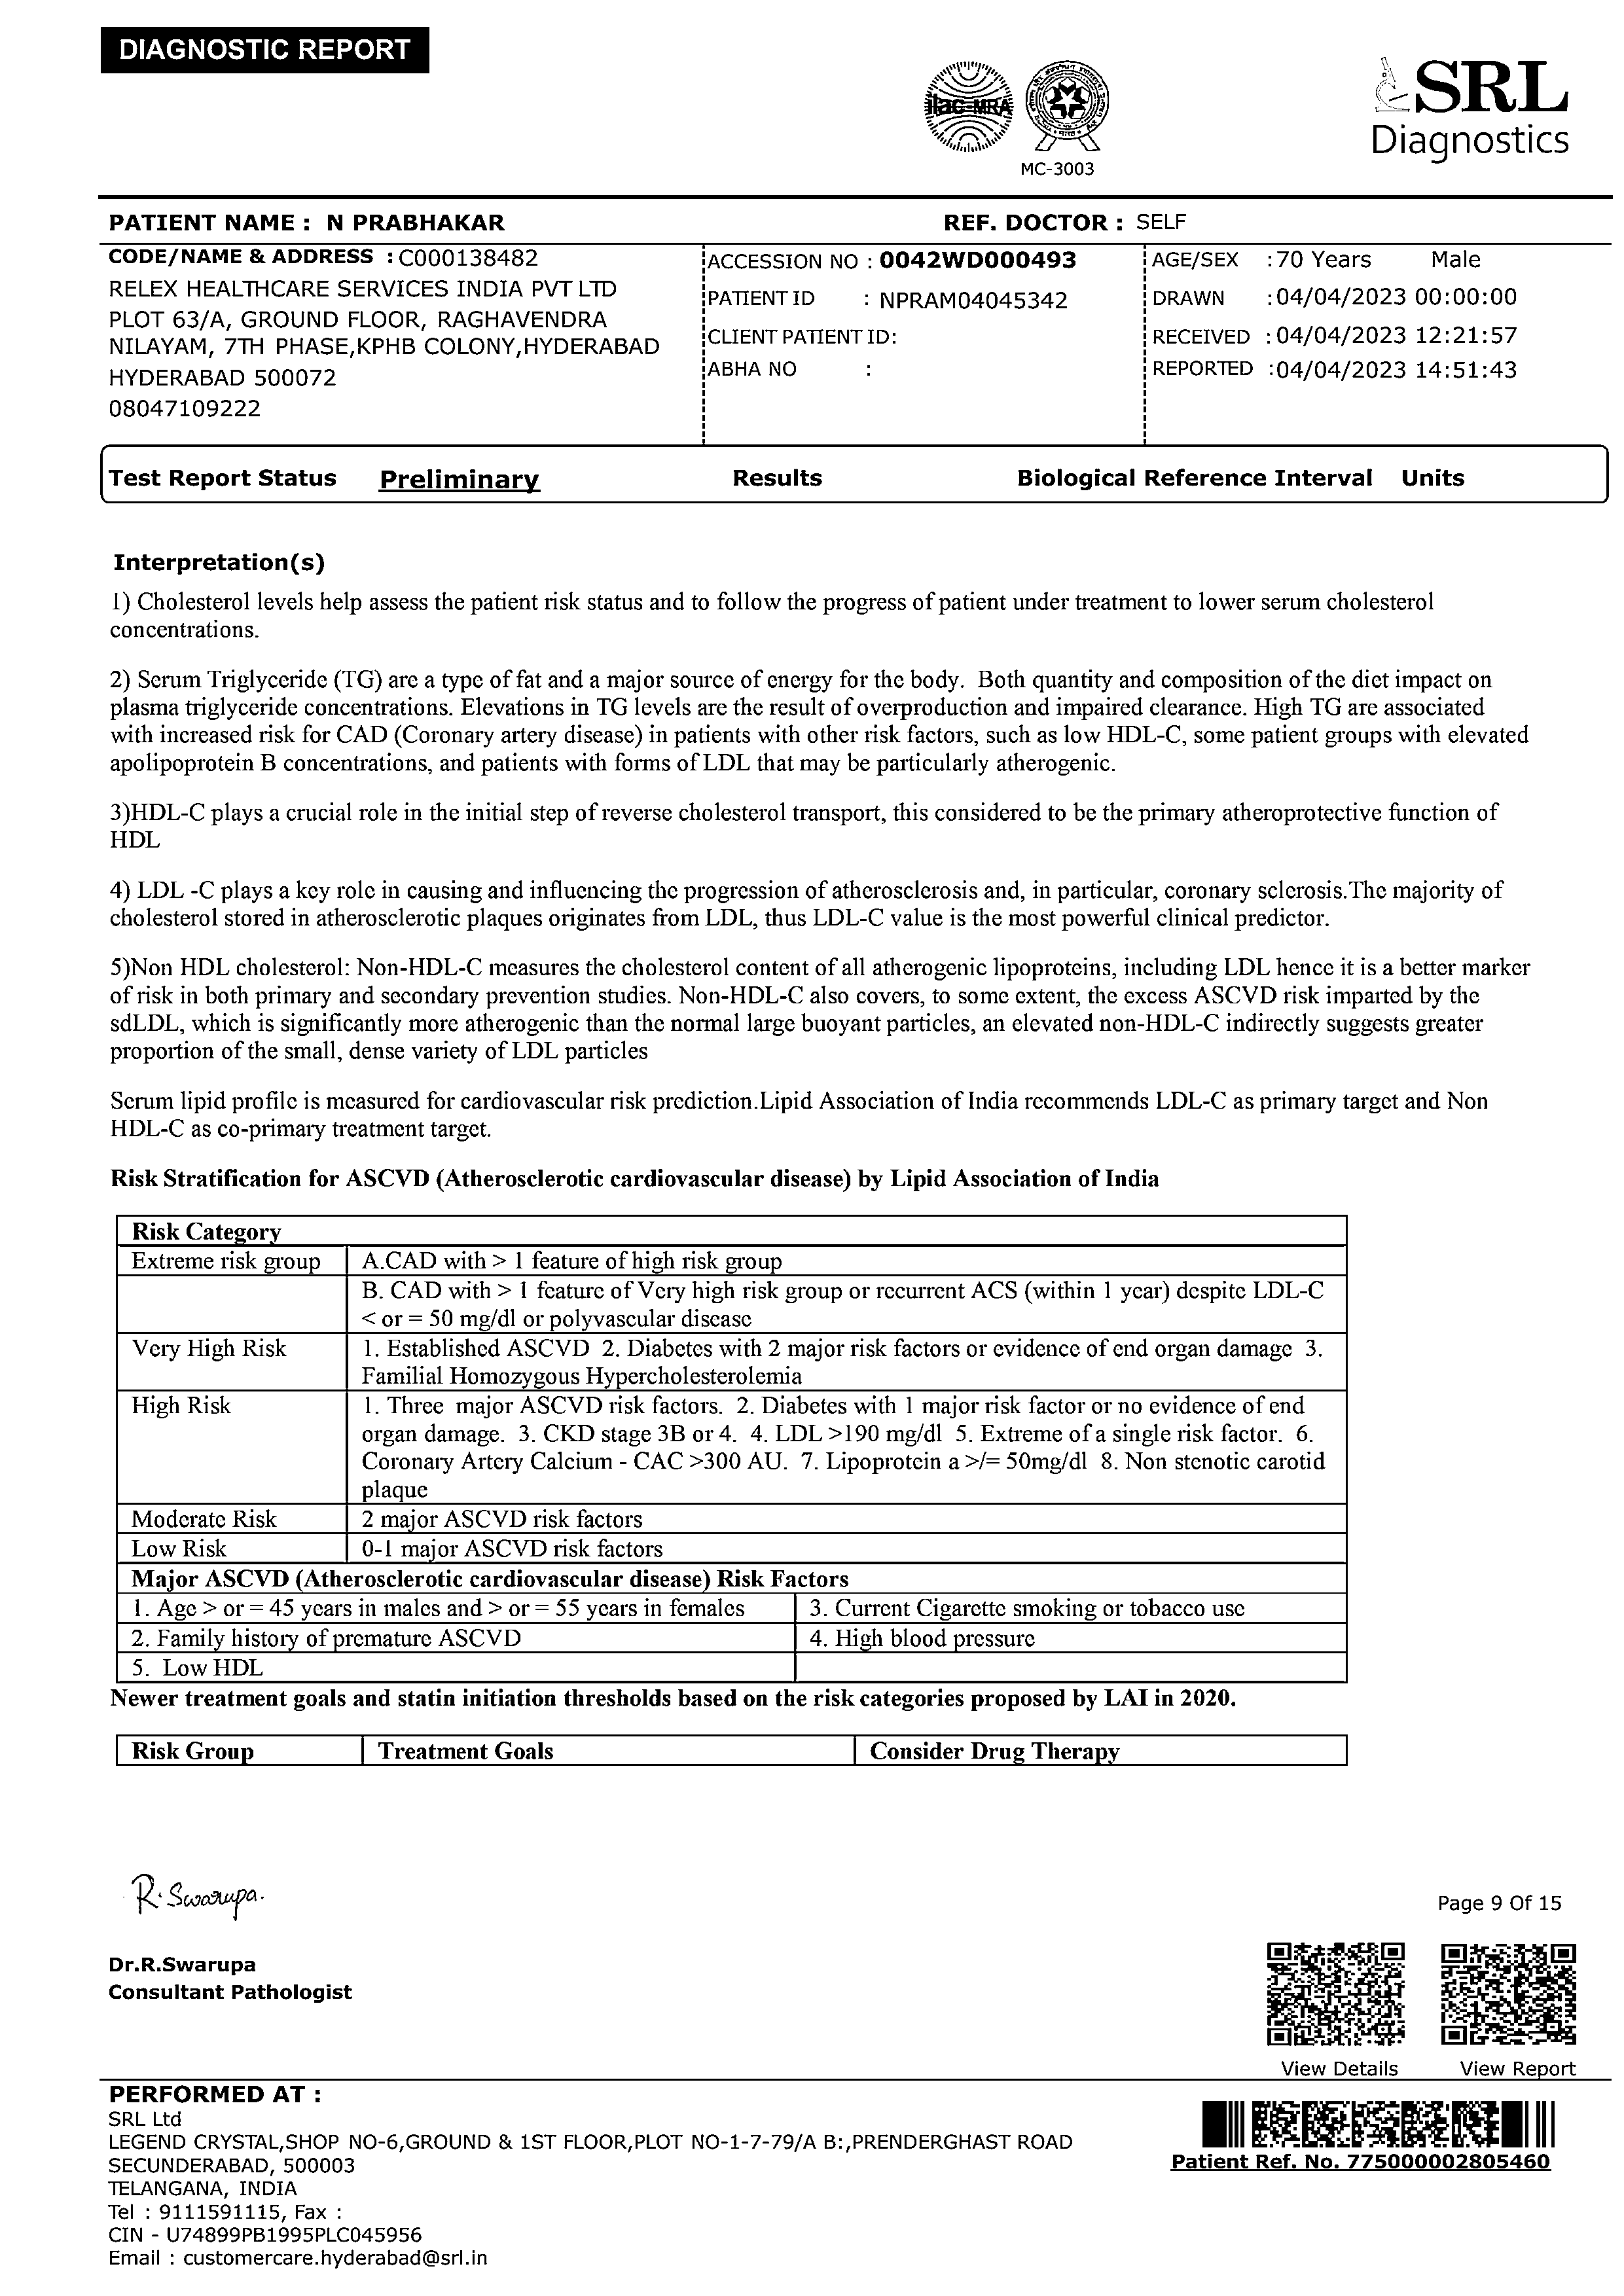 DIAGNOSTIC REPORT
ilac-MRA
MC-3003
SRL
Diagnostics
PATIENT NAME : N PRABHAKAR REF. DOCTOR : SELF
CODE/NAME & ADDRESS : C000138482
RELEX HEALTHCARE SERVICES INDIA PVT LTD
PLOT 63/A, GROUND FLOOR, RAGHAVENDRA
NILAYAM, 7TH PHASE,KPHB COLONY,HYDERABAD
HYDERABAD 500072
08047109222
ACCESSION NO : 0042WD000493
PATIENT ID : NPRAM04045342
CLIENT PATIENT ID:
ABHA NO :
AGE/SEX :70 Years Male
DRAWN :04/04/2023 00:00:00
RECEIVED :04/04/2023 12:21:57
REPORTED :04/04/2023 14:51:43
Test Report Status Preliminary Results Biological Reference Interval Units
Interpretation(s)
1) Cholesterol levels help assess the patient risk status and to follow the progress of patient under treatment to lower serum cholesterol
concentrations.
2) Serum Triglyceride (TG) are a type of fat and a major source of energy for the body. Both quantity and composition of the diet impact on
plasma triglyceride concentrations. Elevations in TG levels are the result of overproduction and impaired clearance. High TG are associated
with increased risk for CAD (Coronary artery disease) in patients with other risk factors, such as low HDL-C, some patient groups with elevated
apolipoprotein B concentrations, and patients with forms of LDL that may be particularly atherogenic.
3)HDL-C plays a crucial role in the initial step of reverse cholesterol transport, this considered to be the primary atheroprotective function of
HDL
4) LDL -C plays a key role in causing and influencing the progression of atherosclerosis and, in particular, coronary sclerosis.The majority of
cholesterol stored in atherosclerotic plaques originates from LDL, thus LDL-C value is the most powerful clinical predictor.
5)Non HDL cholesterol: Non-HDL-C measures the cholesterol content of all atherogenic lipoproteins, including LDL hence it is a better marker
of risk in both primary and secondary prevention studies. Non-HDL-C also covers, to some extent, the excess ASCVD risk imparted by the
sdLDL, which is significantly more atherogenic than the normal large buoyant particles, an elevated non-HDL-C indirectly suggests greater
proportion of the small, dense variety of LDL particles
Serum lipid profile is measured for cardiovascular risk prediction.Lipid Association of India recommends LDL-C as primary target and Non
HDL-C as co-primary treatment target.
Risk Stratification for ASCVD (Atherosclerotic cardiovascular disease) by Lipid Association of India
Risk Category
Extreme risk group A.CAD with > 1 feature of high risk group
B. CAD with > 1 feature of Very high risk group or recurrent ACS (within 1 year) despite LDL-C
< or = 50 mg/dl or polyvascular disease
Very High Risk 1. Established ASCVD 2. Diabetes with 2 major risk factors or evidence of end organ damage 3.
Familial Homozygous Hypercholesterolemia
High Risk 1. Three major ASCVD risk factors. 2. Diabetes with 1 major risk factor or no evidence of end
organ damage. 3. CKD stage 3B or 4. 4. LDL >190 mg/dl 5. Extreme of a single risk factor. 6.
Coronary Artery Calcium - CAC >300 AU. 7. Lipoprotein a >/= 50mg/dl 8. Non stenotic carotid
plaque
Moderate Risk 2 major ASCVD risk factors
Low Risk 0-1 major ASCVD risk factors
Major ASCVD (Atherosclerotic cardiovascular disease) Risk Factors
1. Age > or = 45 years in males and > or = 55 years in females 3. Current Cigarette smoking or tobacco use
2. Family history of premature ASCVD 4. High blood pressure
5. Low HDL
Newer treatment goals and statin initiation thresholds based on the risk categories proposed by LAI in 2020.
Risk Group Treatment Goals Consider Drug Therapy
R. Swarupa.
Page 9 Of 15
Dr.R.Swarupa
Consultant Pathologist
View Details View Report
PERFORMED AT :
SRL Ltd
LEGEND CRYSTAL,SHOP NO-6,GROUND & 1ST FLOOR,PLOT NO-1-7-79/A B:,PRENDERGHAST ROAD
SECUNDERABAD, 500003
TELANGANA, INDIA
Tel : 9111591115, Fax :
CIN - U74899PB1995PLC045956
Email : customercare.hyderabad@srl.in
Patient Ref. No. 775000002805460